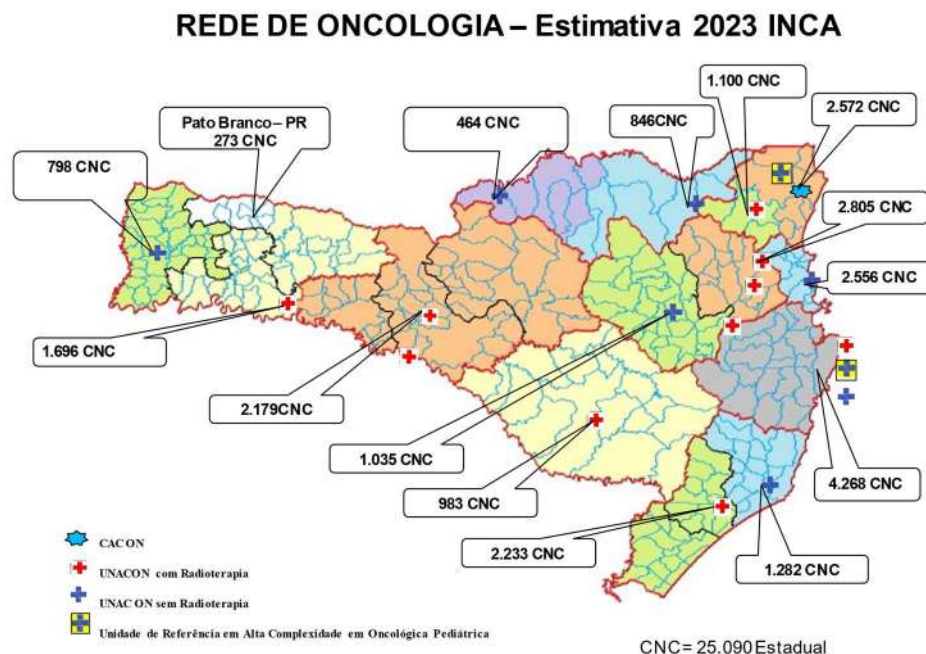 REDE DE ONCOLOGIA – Estimativa 2023 INCA
1.100 CNC
2.572 CNC
Pato Branco – PR
273 CNC
464 CNC
846CNC
798 CNC
2.805 CNC
2.556 CNC
1.696 CNC
2.179CNC
1.035 CNC
983 CNC
4.268 CNC
2.233 CNC
1.282 CNC
CACON
UNACON com Radioterapia
UNACON sem Radioterapia
Unidade de Referência em Alta Complexidade em Oncológica Pediátrica
CNC= 25.090 Estadual